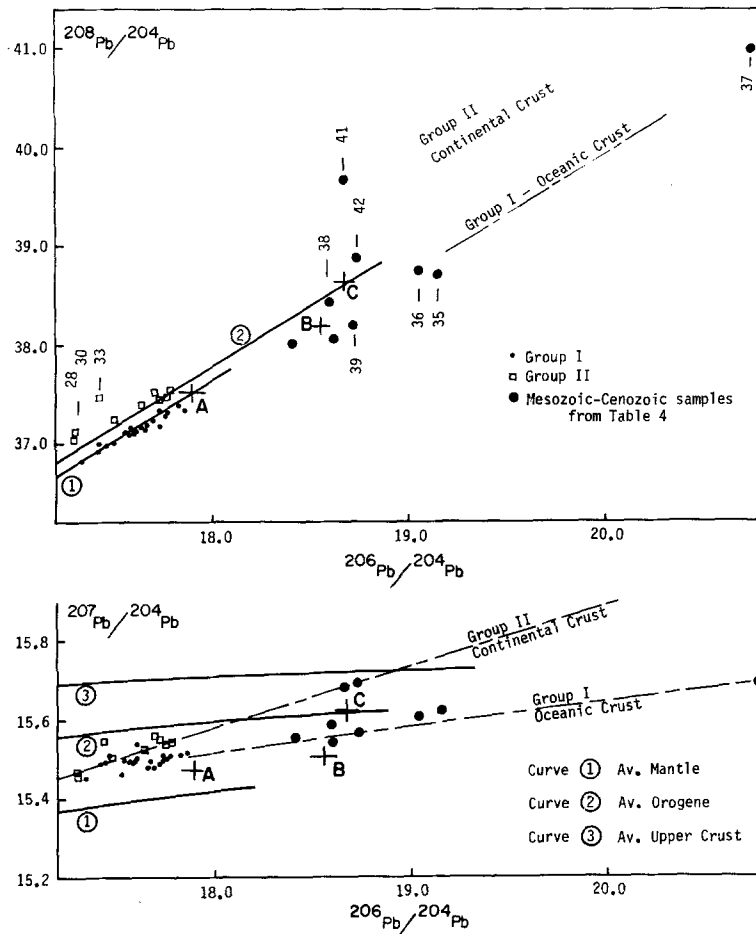 208Pb/204Pb
41.0
40.0
39.0
38.0
37.0
18.0
19.0
20.0
206Pb/204Pb
28
30
33
41
42
38
39
36
35
37
A
B
C
①
②
Group II
Continental Crust
Group I - Oceanic Crust
Group I
Group II
Mesozoic-Cenozoic samples
from Table 4
207Pb/204Pb
15.8
15.6
15.4
15.2
18.0
19.0
20.0
206Pb/204Pb
③
②
①
A
B
C
Group II
Continental Crust
Group I
Oceanic Crust
Curve ① Av. Mantle
Curve ② Av. Orogene
Curve ③ Av. Upper Crust